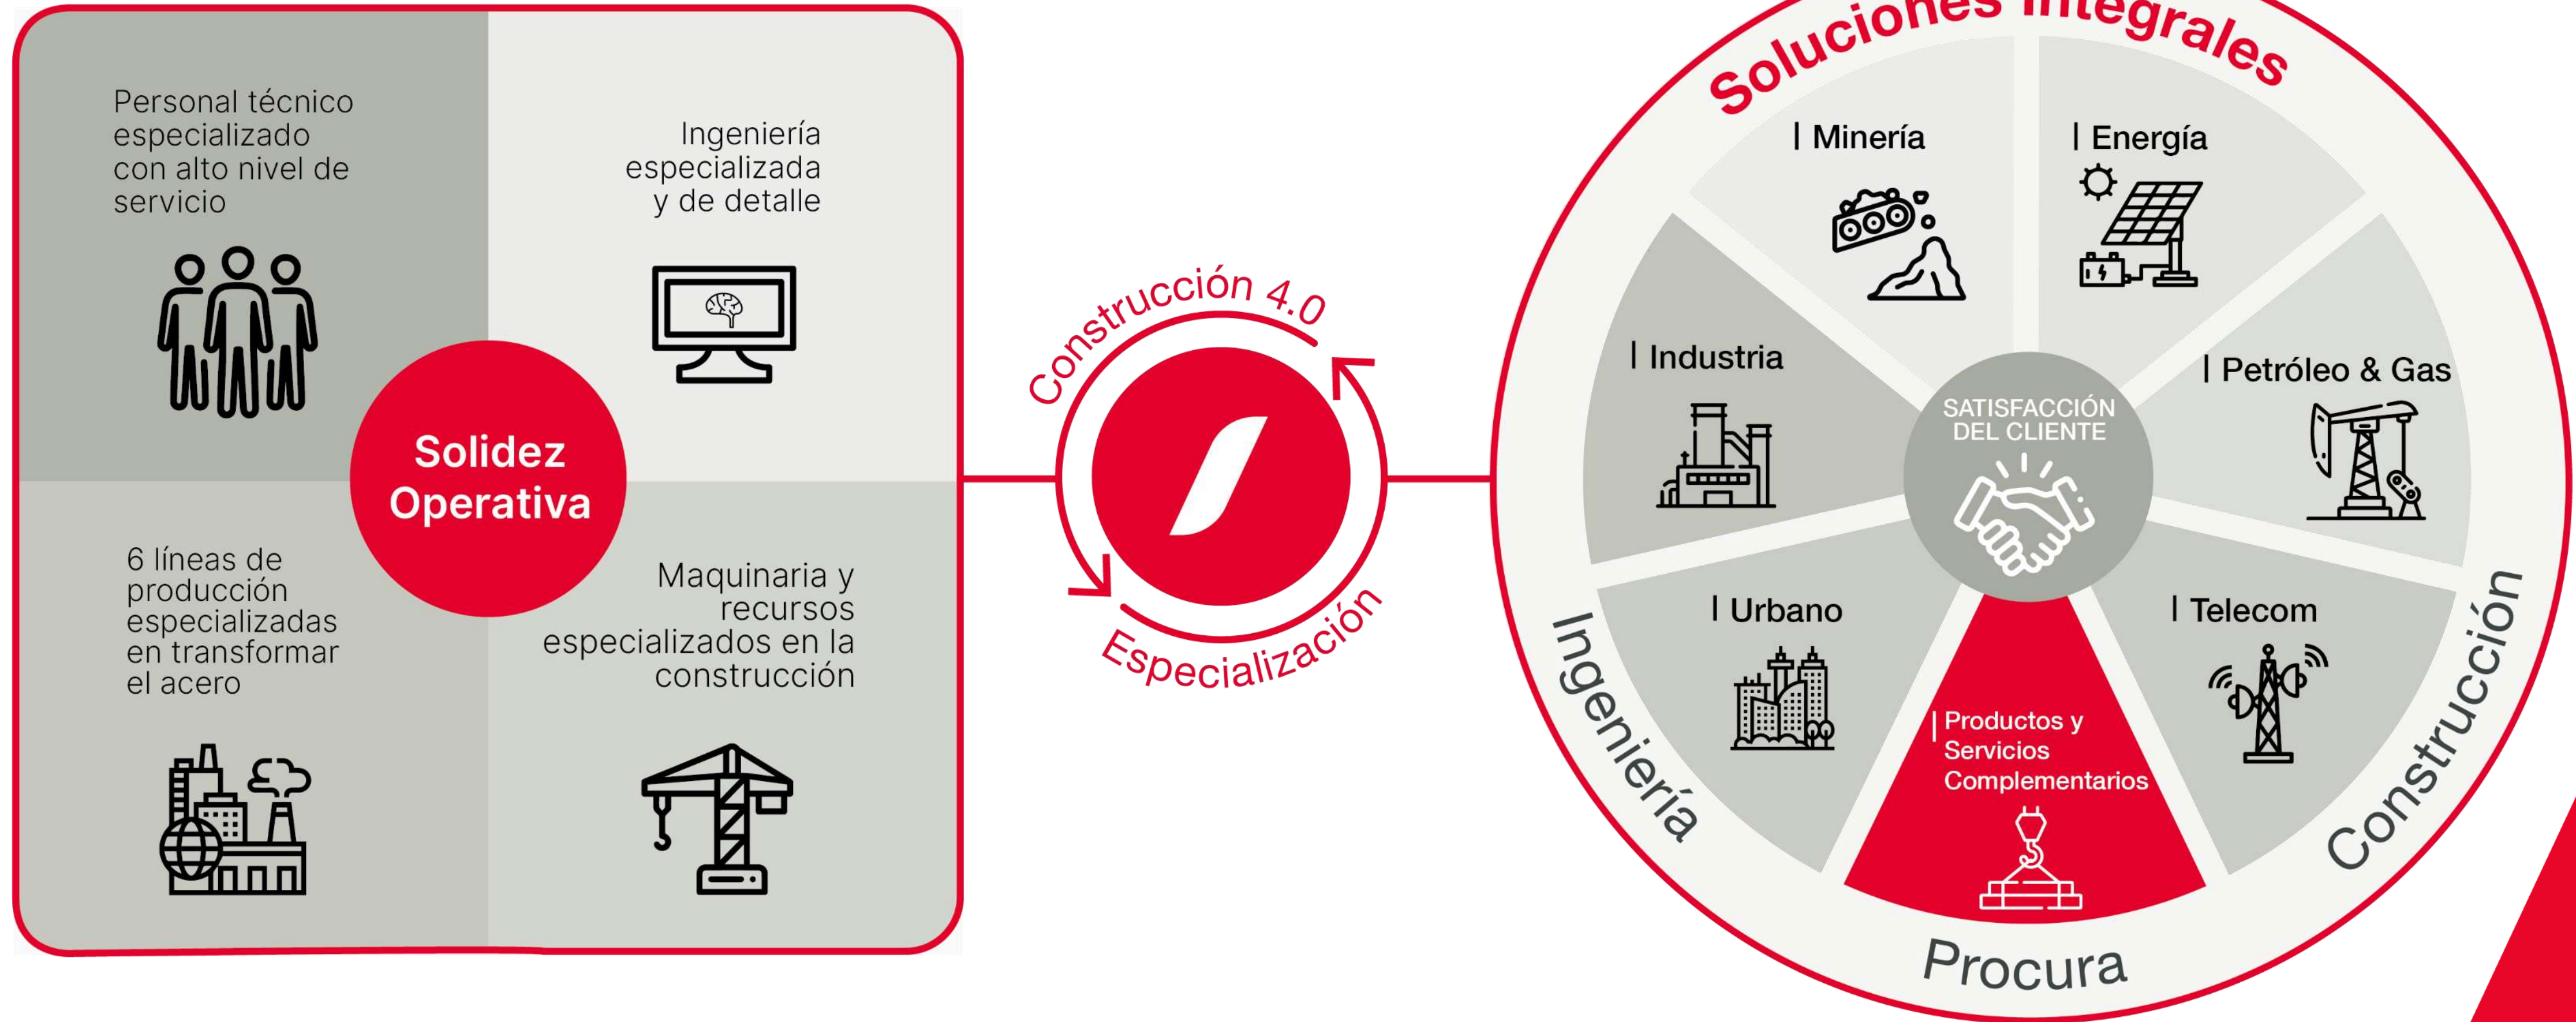 Personal técnico
especializado
con alto nivel de
servicio
Ingeniería
especializada
y de detalle
Solidez
Operativa
6 líneas de
producción
especializadas
en transformar
el acero
Maquinaria y
recursos
especializados en la
construcción
Construcción 4.0
Especialización
Soluciones Integrales
| Minería
| Energía
| Industria
| Petróleo & Gas
SATISFACCIÓN
DEL CLIENTE
| Urbano
| Telecom
| Productos y
Servicios
Complementarios
Ingeniería
Procura
Construcción